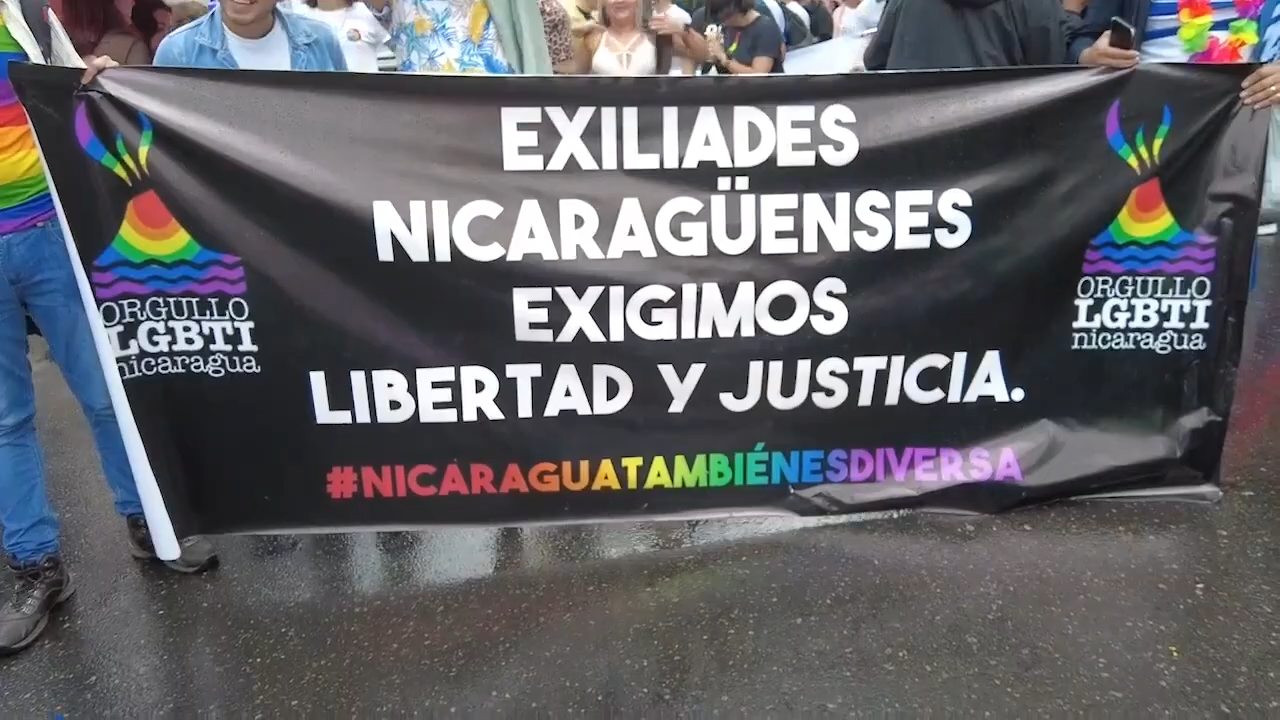 EXILIADES
NICARAGÜENSES
EXIGIMOS
LIBERTAD Y JUSTICIA.
#NICARAGUATAMBIÉNESDIVERSA
ORGULLO
LGBTI
nicaragua
ORGULLO
LGBTI
nicaragua